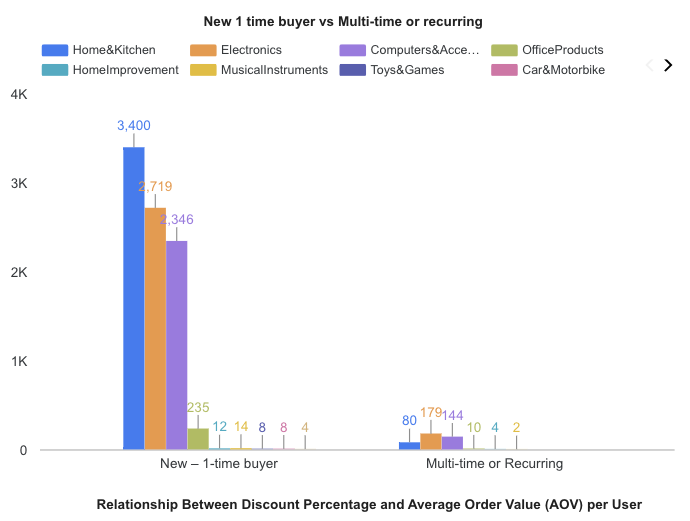 New 1 time buyer vs Multi-time or recurring
Home&Kitchen Electronics Computers&Acce… OfficeProducts
HomeImprovement MusicalInstruments Toys&Games Car&Motorbike
4K
3,400
3K
2,719
2,346
2K
1K
235
12 14 8 8 4
80 179 144 10 4 2
0
New – 1-time buyer Multi-time or Recurring
Relationship Between Discount Percentage and Average Order Value (AOV) per User